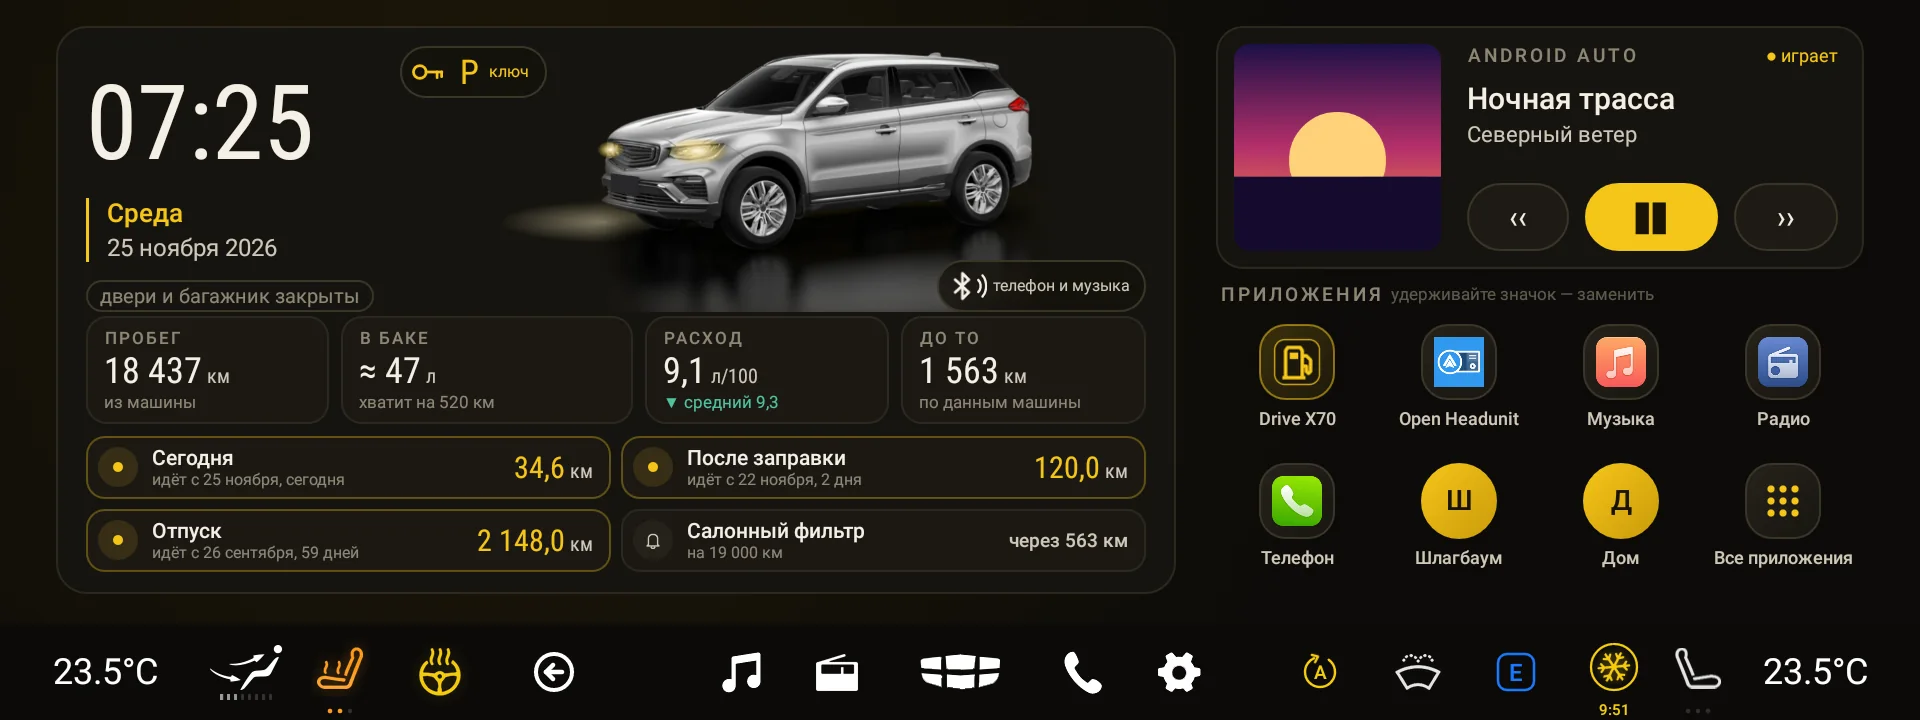 07:25
P ключ
Среда
25 ноября 2026
двери и багажник закрыты
телефон и музыка
ПРОБЕГ
18 437 км
из машины
В БАКЕ
≈ 47 л
хватит на 520 км
РАСХОД
9,1 л/100
▼ средний 9,3
ДО ТО
1 563 км
по данным машины
Сегодня
идёт с 25 ноября, сегодня
34,6 км
После заправки
идёт с 22 ноября, 2 дня
120,0 км
Отпуск
идёт с 26 сентября, 59 дней
2 148,0 км
Салонный фильтр
на 19 000 км
через 563 км
ANDROID AUTO
играет
Ночная трасса
Северный ветер
ПРИЛОЖЕНИЯ удерживайте значок — заменить
Drive X70
Open Headunit
Музыка
Радио
Ш
Д
Телефон
Шлагбаум
Дом
Все приложения
23.5°C
A
E
9:51
23.5°C